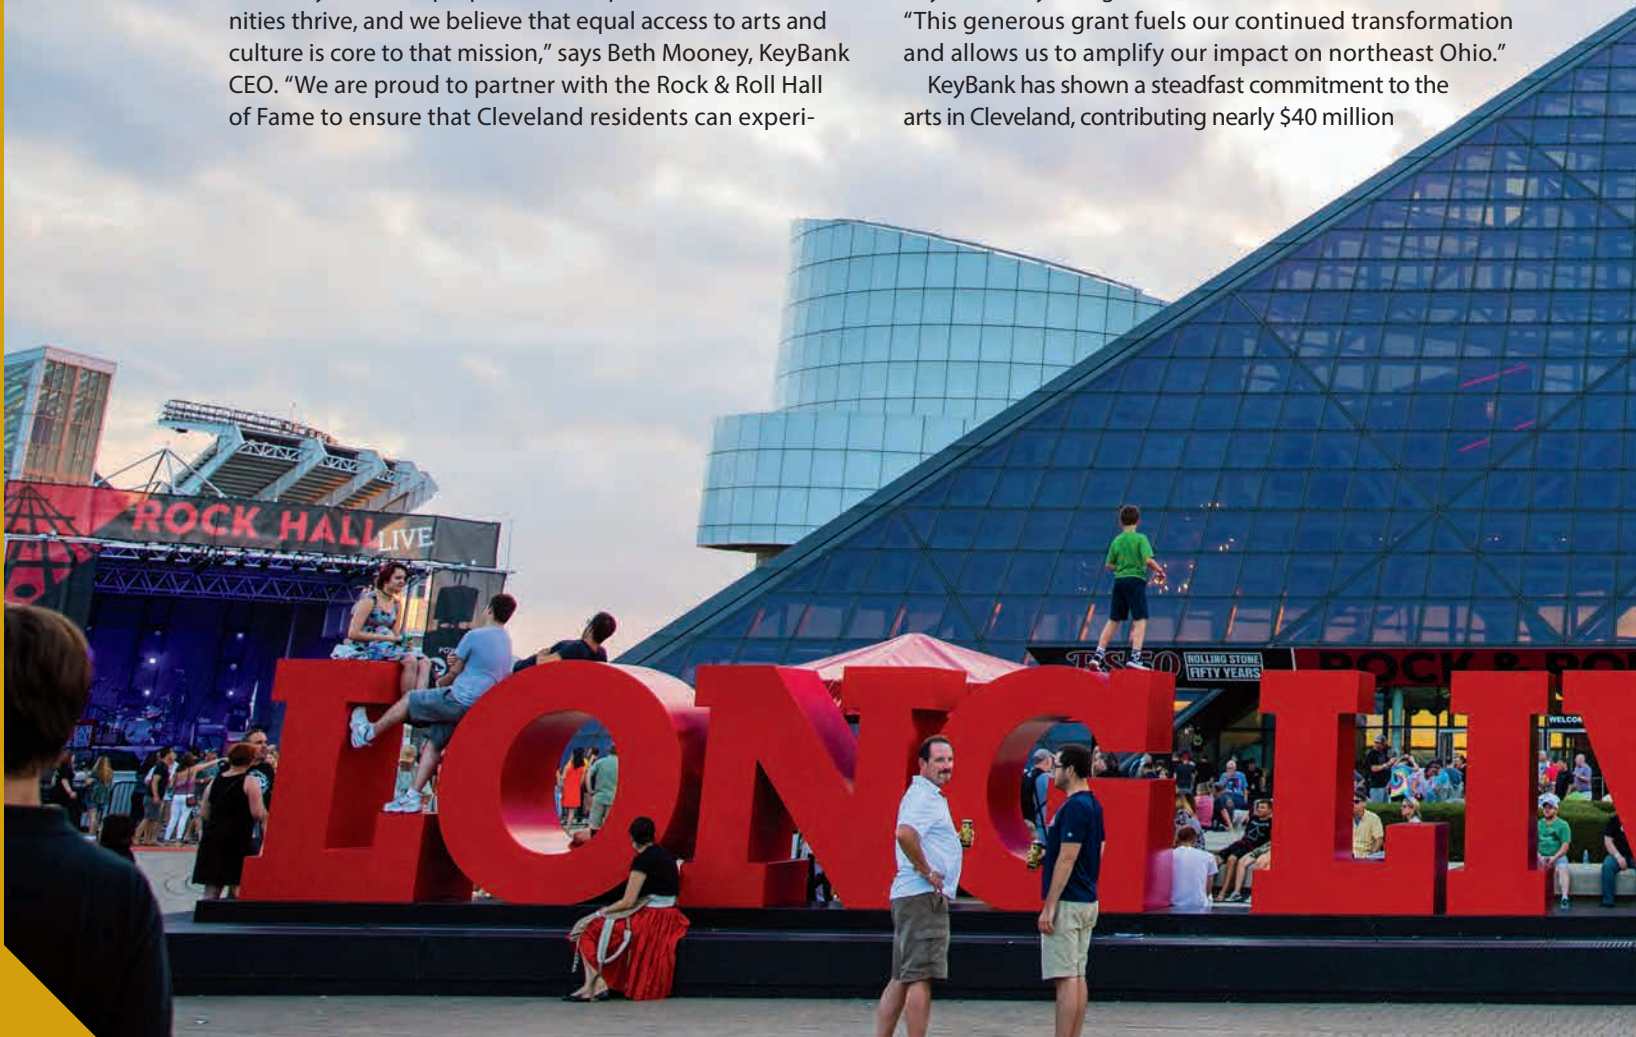 nities thrive, and we believe that equal access to arts and
culture is core to that mission,” says Beth Mooney, KeyBank
CEO. “We are proud to partner with the Rock & Roll Hall
of Fame to ensure that Cleveland residents can experi-
“This generous grant fuels our continued transformation
and allows us to amplify our impact on northeast Ohio.”
KeyBank has shown a steadfast commitment to the
arts in Cleveland, contributing nearly $40 million
ROCK HALL
LIVE
ROLLING STONE
FIFTY YEARS
ROCK & RO
WELCO
LONG LIV